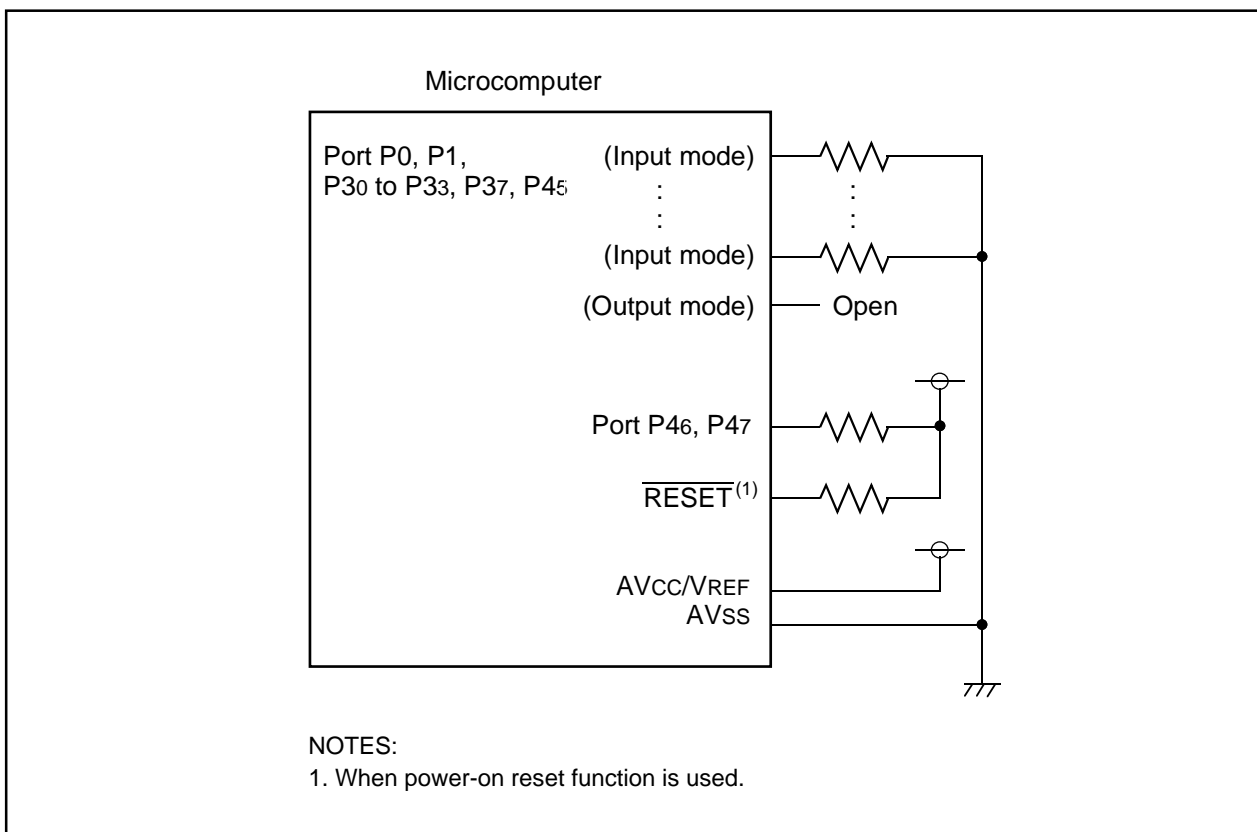 Microcomputer
Port P0, P1, (Input mode)
P30 to P33, P37, P45
:
:
:
:
(Input mode)
(Output mode) Open
Port P46, P47
RESET(1)
AVCC/VREF
AVSS
NOTES:
1. When power-on reset function is used.